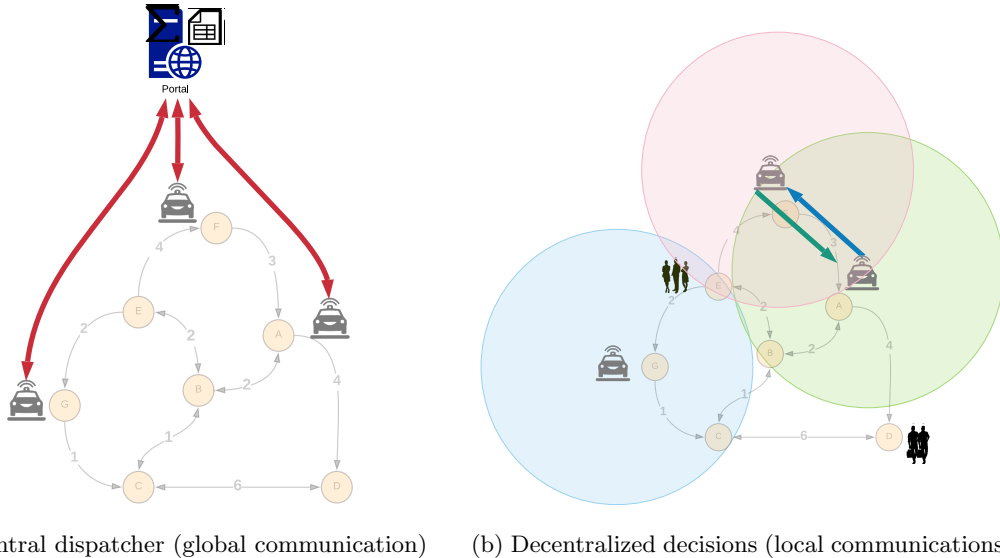 Portal
F
4
3
E
A
2
2
G
B
2
4
1
1
C
6
D
4
3
E
2
2
A
B
2
4
G
1
1
C
6
D
ntral dispatcher (global communication)
(b) Decentralized decisions (local communications